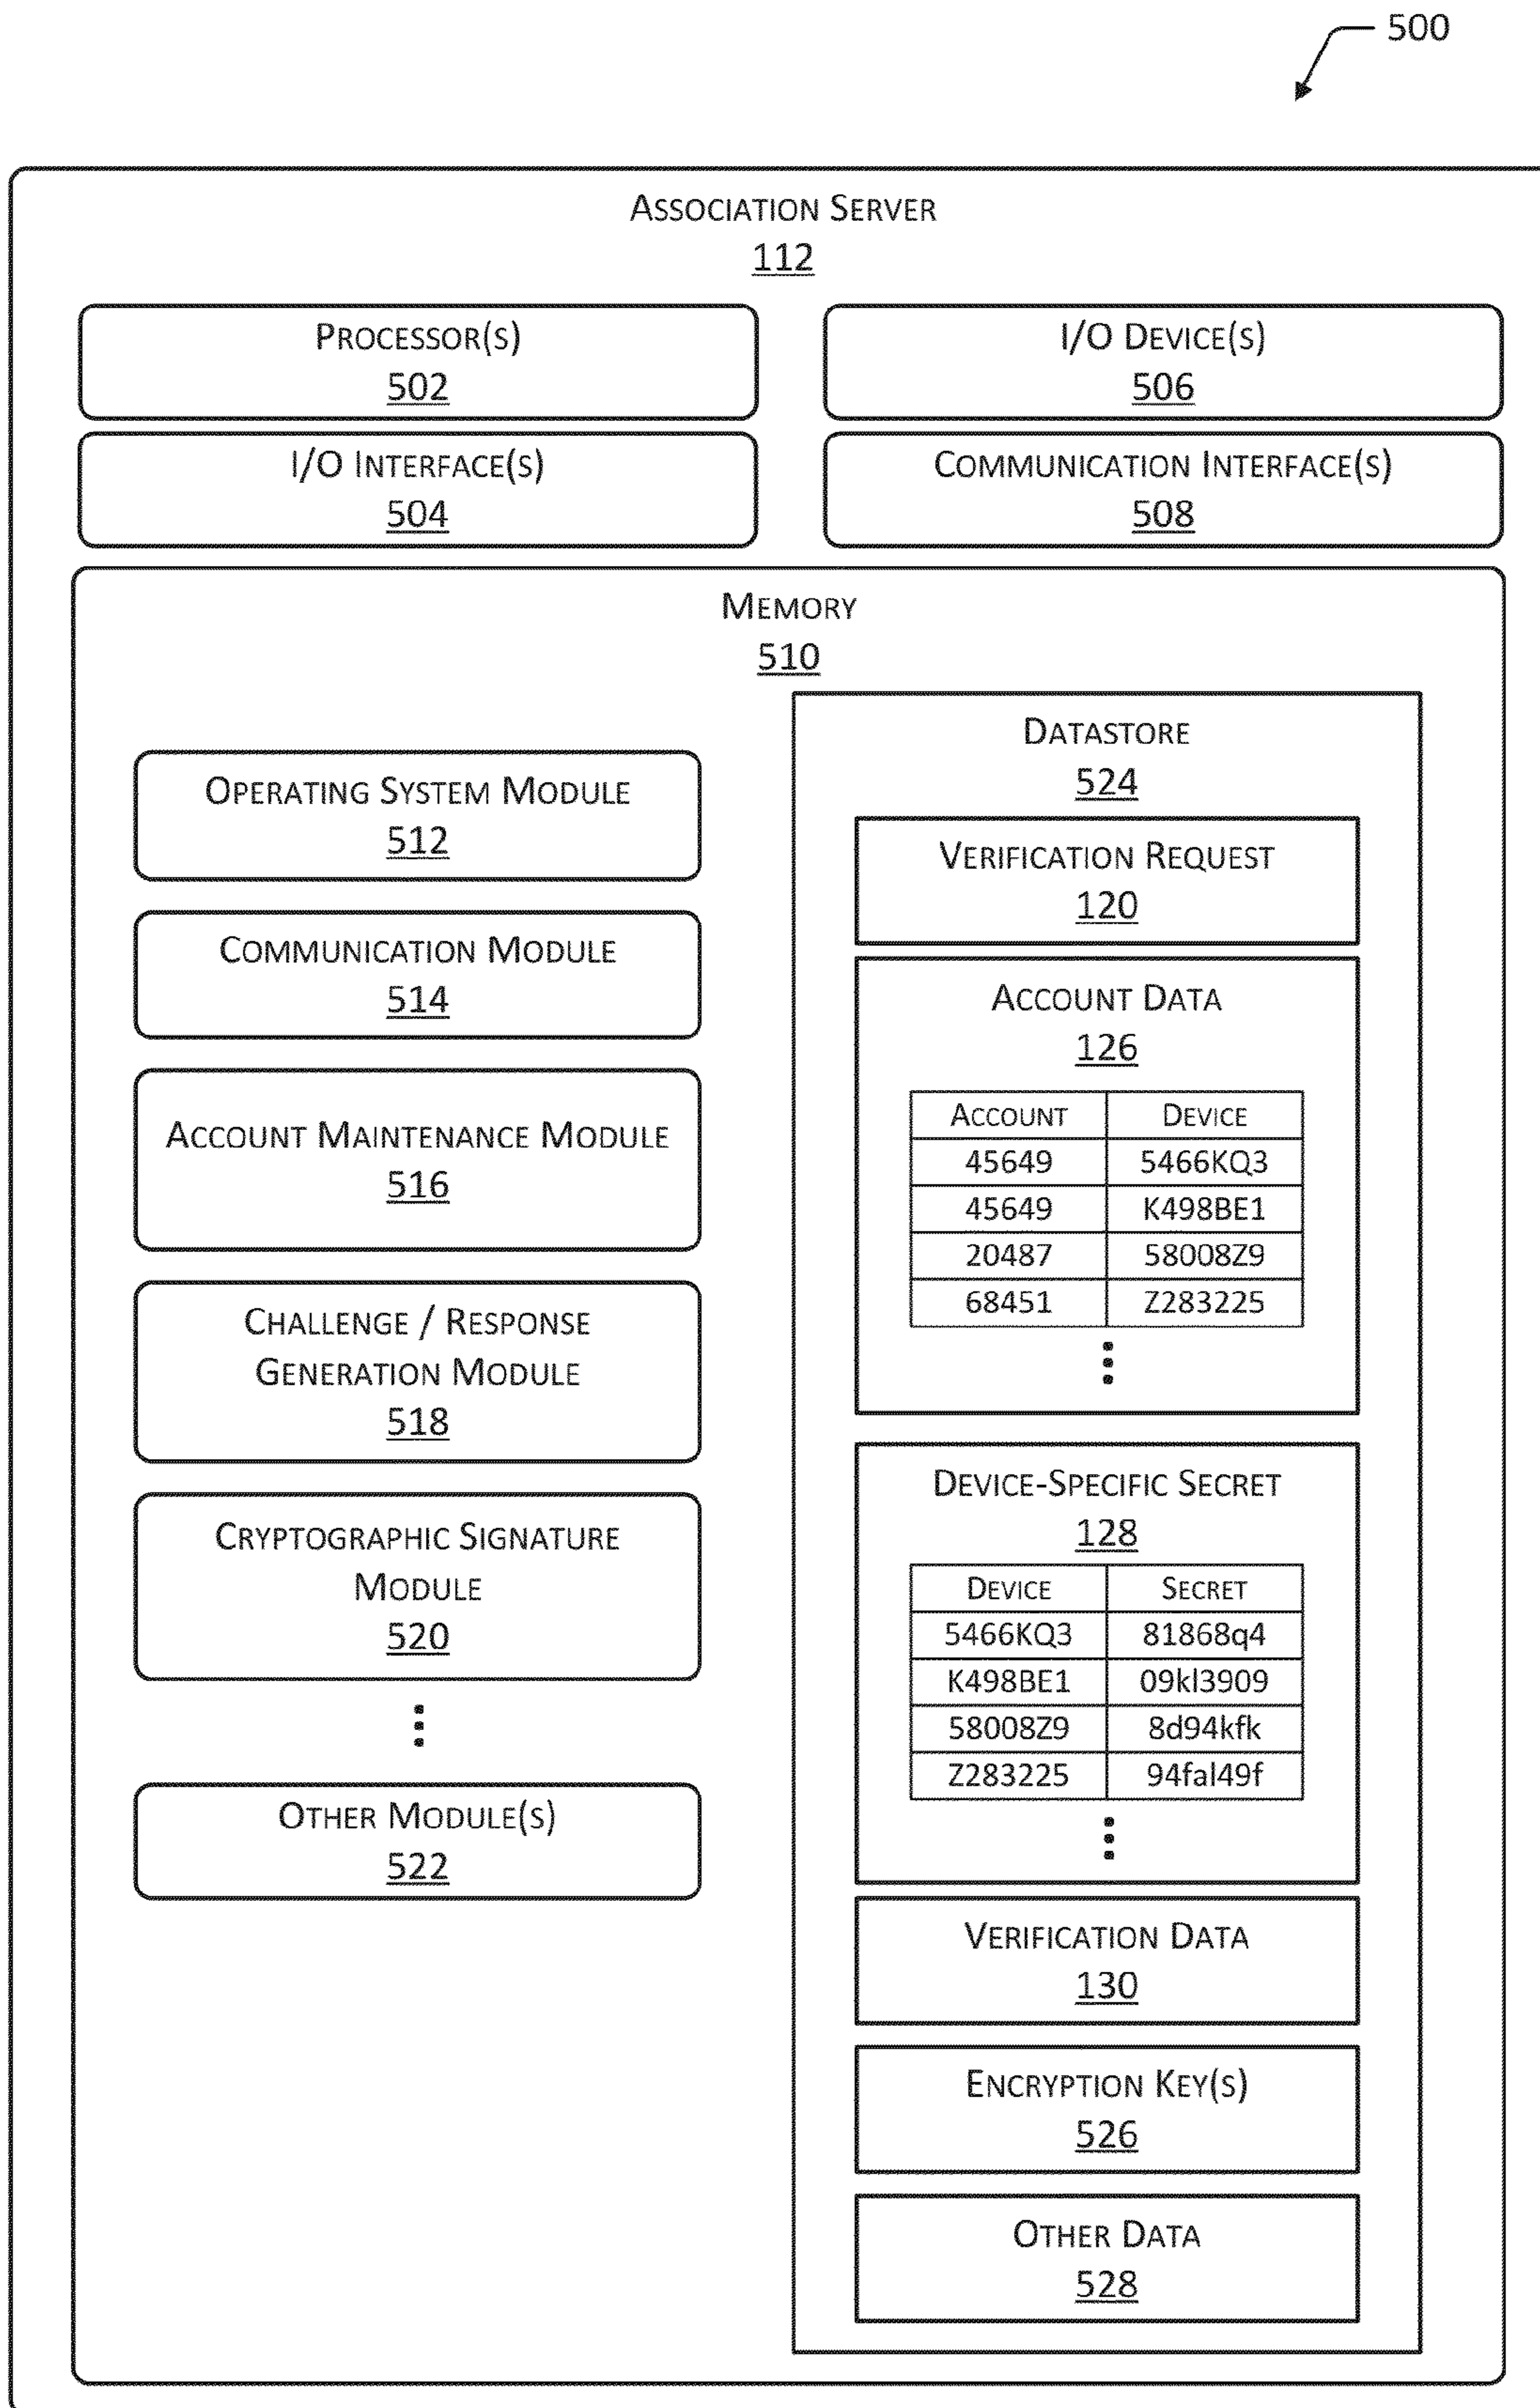 500
ASSOCIATION SERVER
112
PROCESSOR(S)
502
I/O DEVICE(S)
506
I/O INTERFACE(S)
504
COMMUNICATION INTERFACE(S)
508
MEMORY
510
OPERATING SYSTEM MODULE
512
COMMUNICATION MODULE
514
ACCOUNT MAINTENANCE MODULE
516
CHALLENGE / RESPONSE
GENERATION MODULE
518
CRYPTOGRAPHIC SIGNATURE
MODULE
520
OTHER MODULE(S)
522
DATASTORE
524
VERIFICATION REQUEST
120
ACCOUNT DATA
126
ACCOUNT DEVICE
45649 5466KQ3
45649 K498BE1
20487 58008Z9
68451 Z283225
DEVICE-SPECIFIC SECRET
128
DEVICE SECRET
5466KQ3 81868q4
K498BE1 09kl3909
58008Z9 8d94kfk
Z283225 94fal49f
VERIFICATION DATA
130
ENCRYPTION KEY(S)
526
OTHER DATA
528